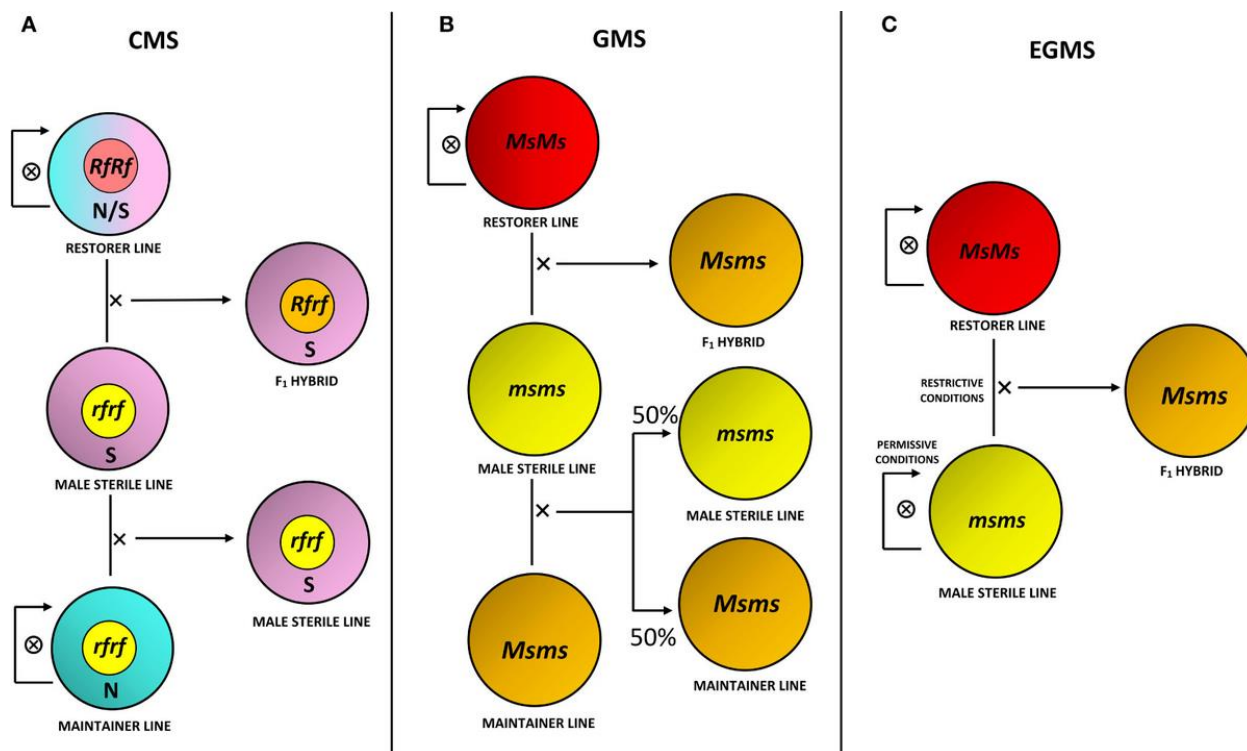 A
CMS
RfRf
N/S
RESTORER LINE
Rfrf
S
F1 HYBRID
rfrf
S
MALE STERILE LINE
rfrf
S
MALE STERILE LINE
rfrf
N
MAINTAINER LINE
B
GMS
MsMs
RESTORER LINE
Msms
F1 HYBRID
msms
MALE STERILE LINE
50%
msms
MALE STERILE LINE
Msms
MAINTAINER LINE
50%
Msms
MAINTAINER LINE
C
EGMS
MsMs
RESTORER LINE
RESTRICTIVE
CONDITIONS
Msms
F1 HYBRID
PERMISSIVE
CONDITIONS
msms
MALE STERILE LINE